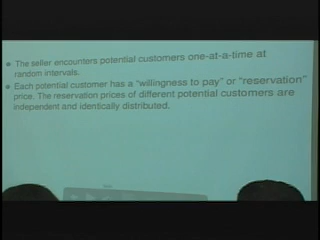 The seller encounters potential customers one-at-a-time at
random intervals.
Each potential customer has a "willingness to pay" or "reservation"
price. The reservation prices of different potential customers are
independent and identically distributed.